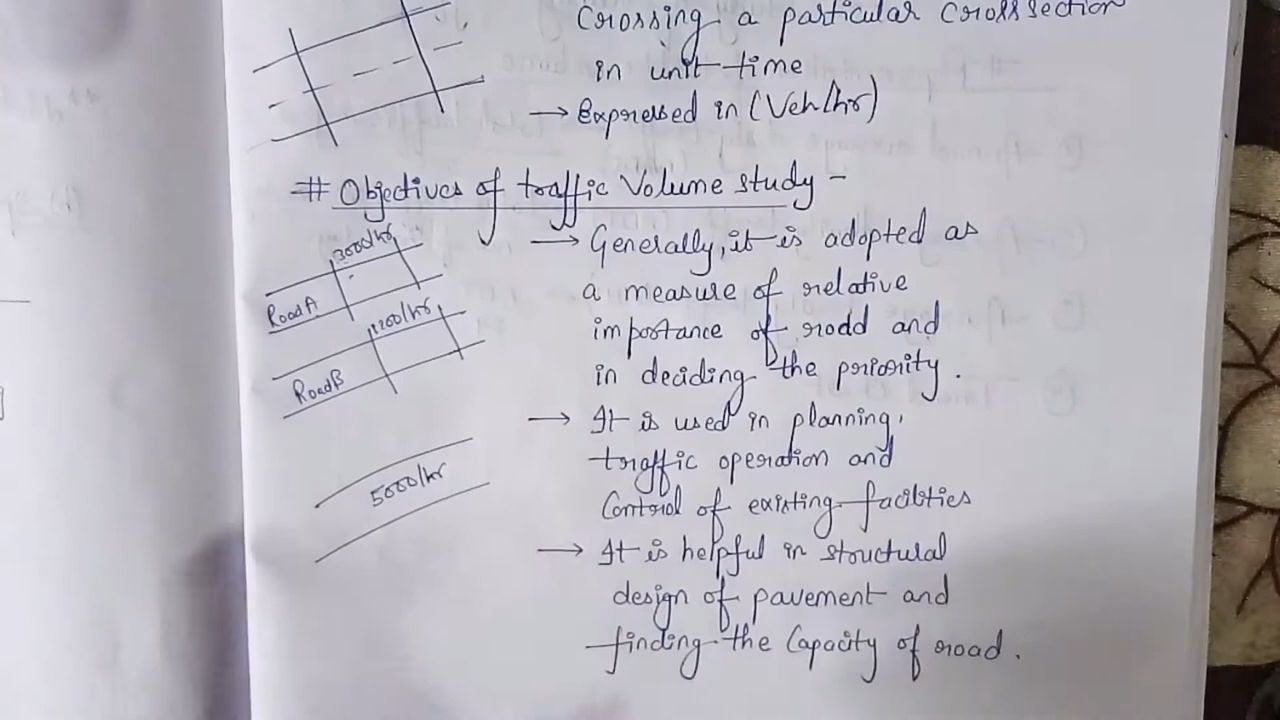 Crossing a particular Cross section
in unit time
→ Expressed in (Veh/hr)
# Objectives of traffic Volume study -
→ Generally, it is adopted as
a measure of relative
importance of rodd and
in deciding the priority.
→ It is used in planning,
traffic operation and
Control of existing facilities
→ It is helpful in structural
design of pavement and
finding the Capacity of road.
3000/hr
Road A
1200/hr
Road B
5000/hr